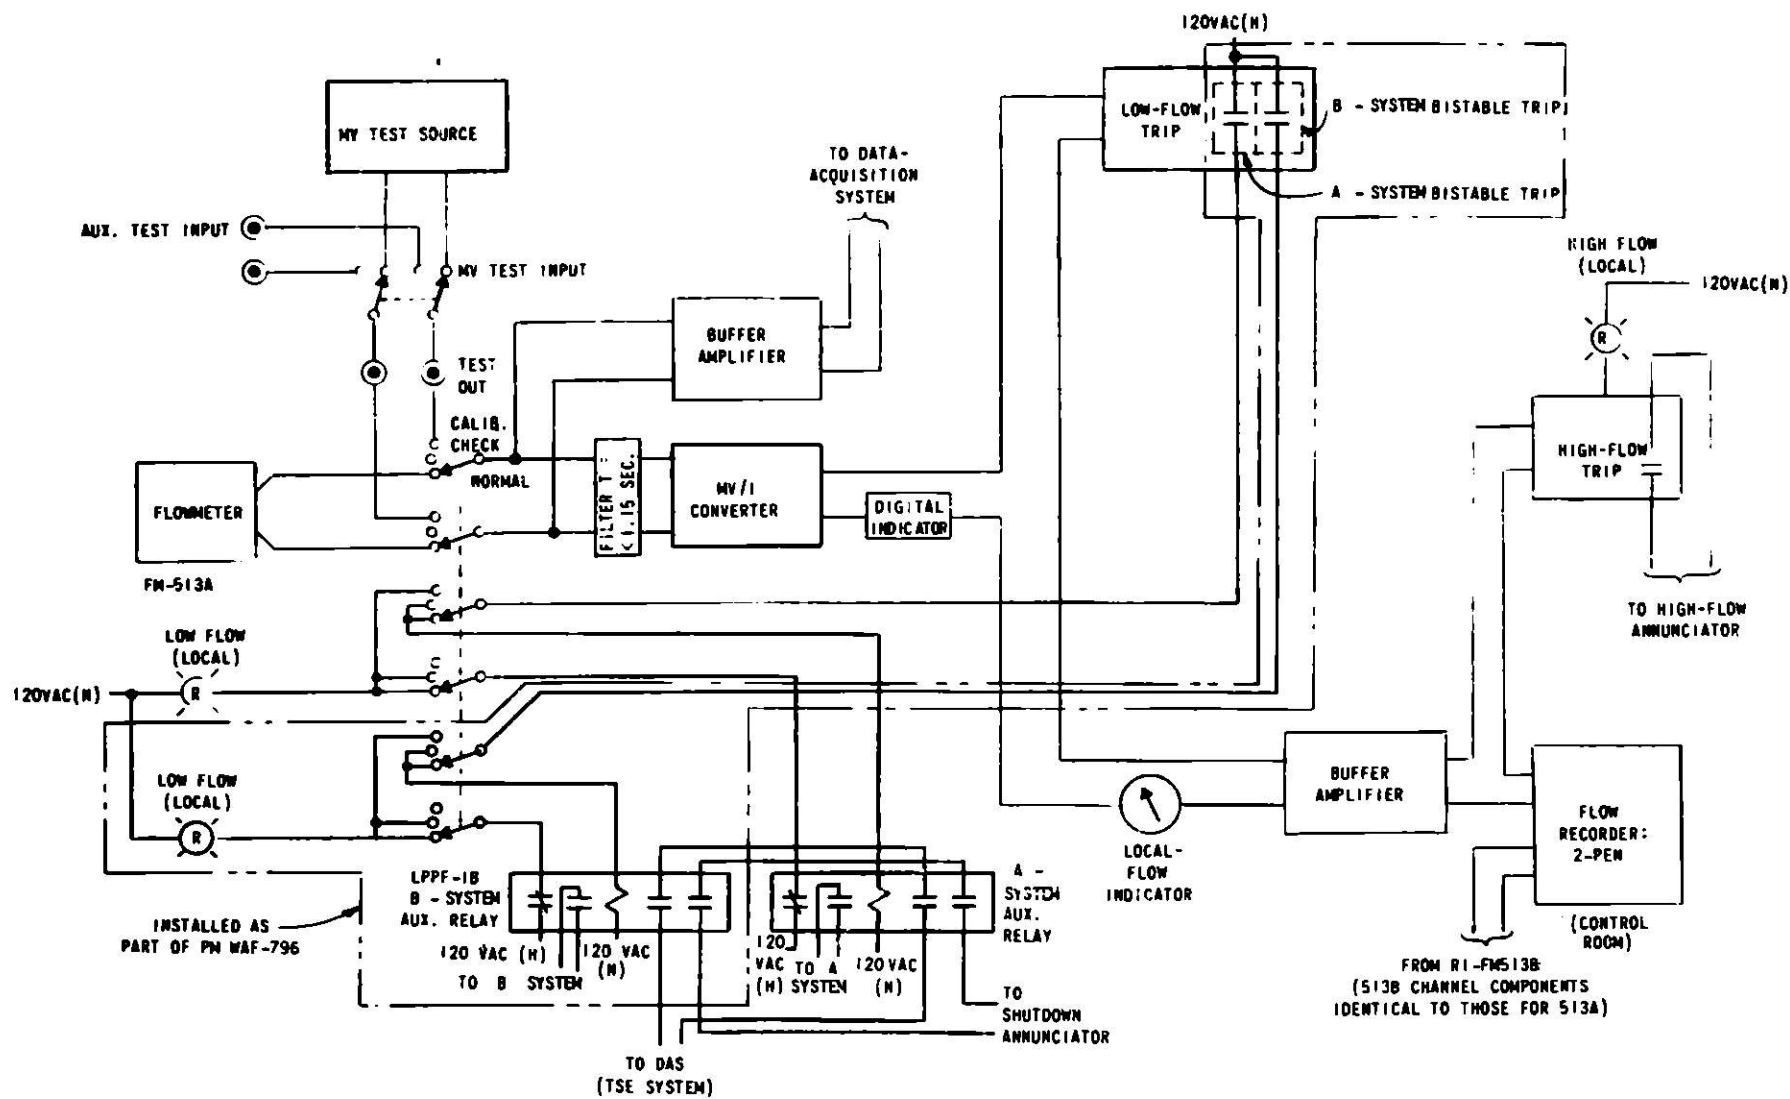 120VAC(H)
MV TEST SOURCE
LOW-FLOW
TRIP
B - SYSTEM BISTABLE TRIP
A - SYSTEM BISTABLE TRIP
TO DATA-
ACQUISITION
SYSTEM
AUX. TEST INPUT
MV TEST INPUT
HIGH FLOW
(LOCAL)
120VAC(N)
R
BUFFER
AMPLIFIER
TEST
OUT
CALIB.
CHECK
NORMAL
HIGH-FLOW
TRIP
FLOWMETER
FM-513A
FILTER T
< 1.15 SEC.
MV/I
CONVERTER
DIGITAL
INDICATOR
TO HIGH-FLOW
ANNUNCIATOR
LOW FLOW
(LOCAL)
120VAC(N)
R
LOW FLOW
(LOCAL)
R
BUFFER
AMPLIFIER
FLOW
RECORDER:
2-PEN
(CONTROL
ROOM)
LOCAL-
FLOW
INDICATOR
LPPF-1B
B - SYSTEM
AUX. RELAY
A -
SYSTEM
AUX.
RELAY
INSTALLED AS
PART OF PM WAF-796
120 VAC (H)
TO B SYSTEM
120 VAC
(N)
120
VAC
(H)
TO A
SYSTEM
120 VAC
(N)
FROM RI-FM513B
(513B CHANNEL COMPONENTS
IDENTICAL TO THOSE FOR 513A)
TO
SHUTDOWN
ANNUNCIATOR
TO DAS
(TSE SYSTEM)